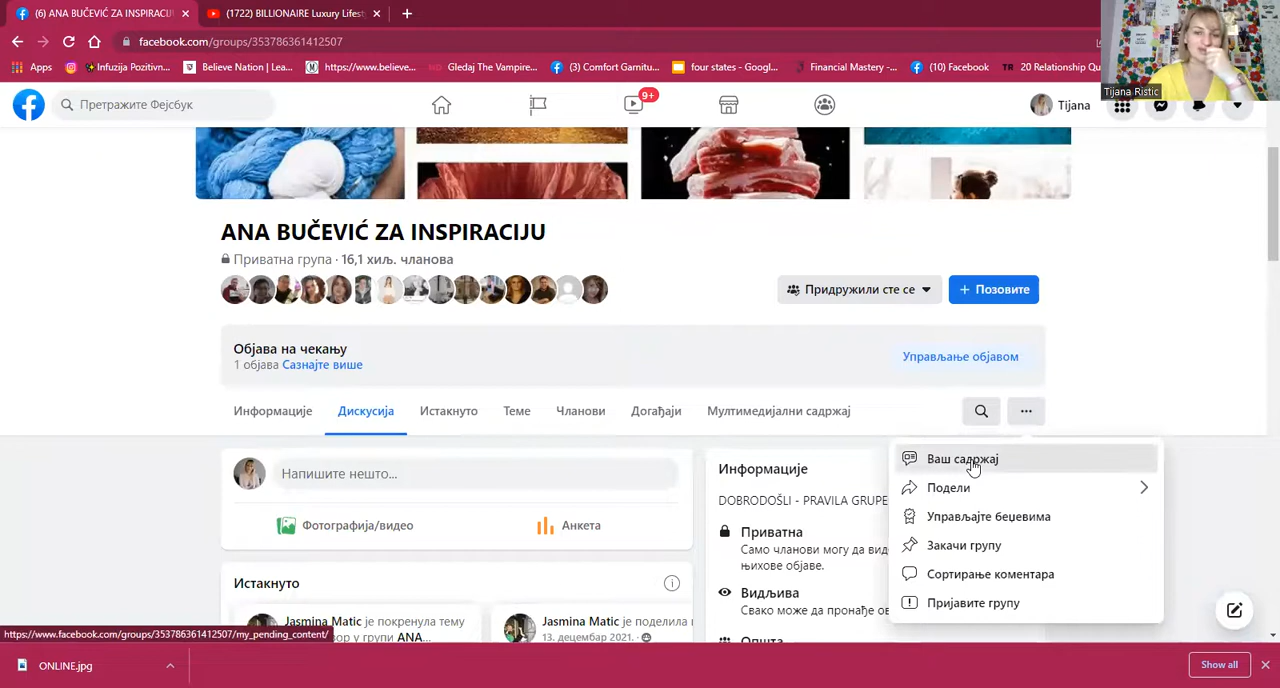 (6) ANA BUČEVIĆ ZA INSPIRACIJU
(1722) BILLIONAIRE Luxury Lifest
facebook.com/groups/353786361412507
Apps
Infuzija Pozitivn...
Believe Nation | Lea...
https://www.believe...
Gledaj The Vampire...
(3) Comfort Garnitu...
four states - Googl...
Financial Mastery -...
(10) Facebook
20 Relationship Qu
Tijana Ristic
Претражите Фејсбук
9+
Tijana
ANA BUČEVIĆ ZA INSPIRACIJU
Приватна група · 16,1 хиљ. чланова
Придружили сте се
+ Позовите
Објава на чекању
1 објава Сазнајте више
Управљање објавом
Информације
Дискусија
Истакнуто
Теме
Чланови
Догађаји
Мултимедијални садржај
Напишите нешто...
Фотографија/видео
Анкета
Истакнуто
Jasmina Matic је покренула тему
ор у групи ANA...
Jasmina Matic је поделила
13. децембар 2021.
Информације
DOBRODOŠLI - PRAVILA GRUPE
Приватна
Само чланови могу да вид
њихове објаве.
Видљива
Свако може да пронађе ов
Општа
Ваш садржај
Подели
Управљајте беџевима
Закачи групу
Сортирање коментара
Пријавите групу
https://www.facebook.com/groups/353786361412507/my_pending_content/
ONLINE.jpg
Show all